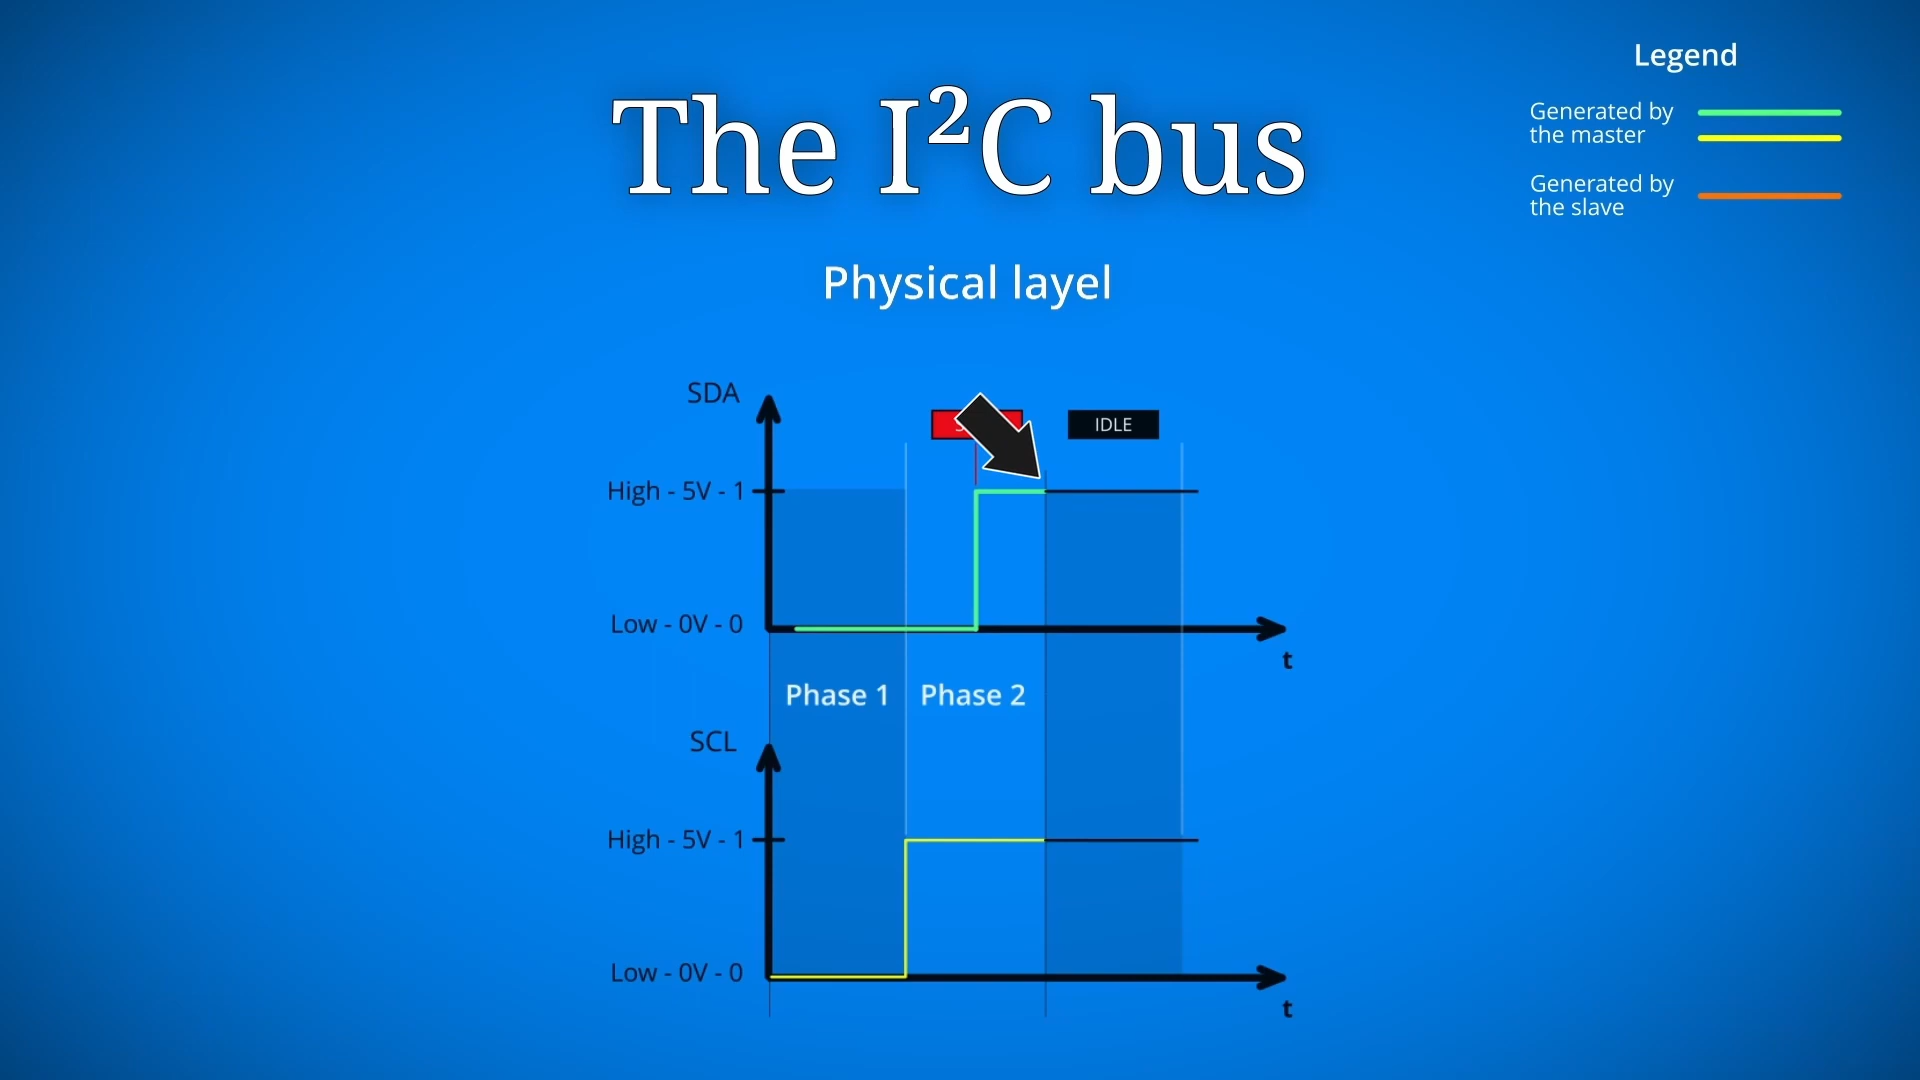 Legend
The I²C bus
Generated by
the master
Generated by
the slave
Physical layel
SDA
IDLE
High - 5V - 1
Low - 0V - 0
t
Phase 1
Phase 2
SCL
High - 5V - 1
Low - 0V - 0
t